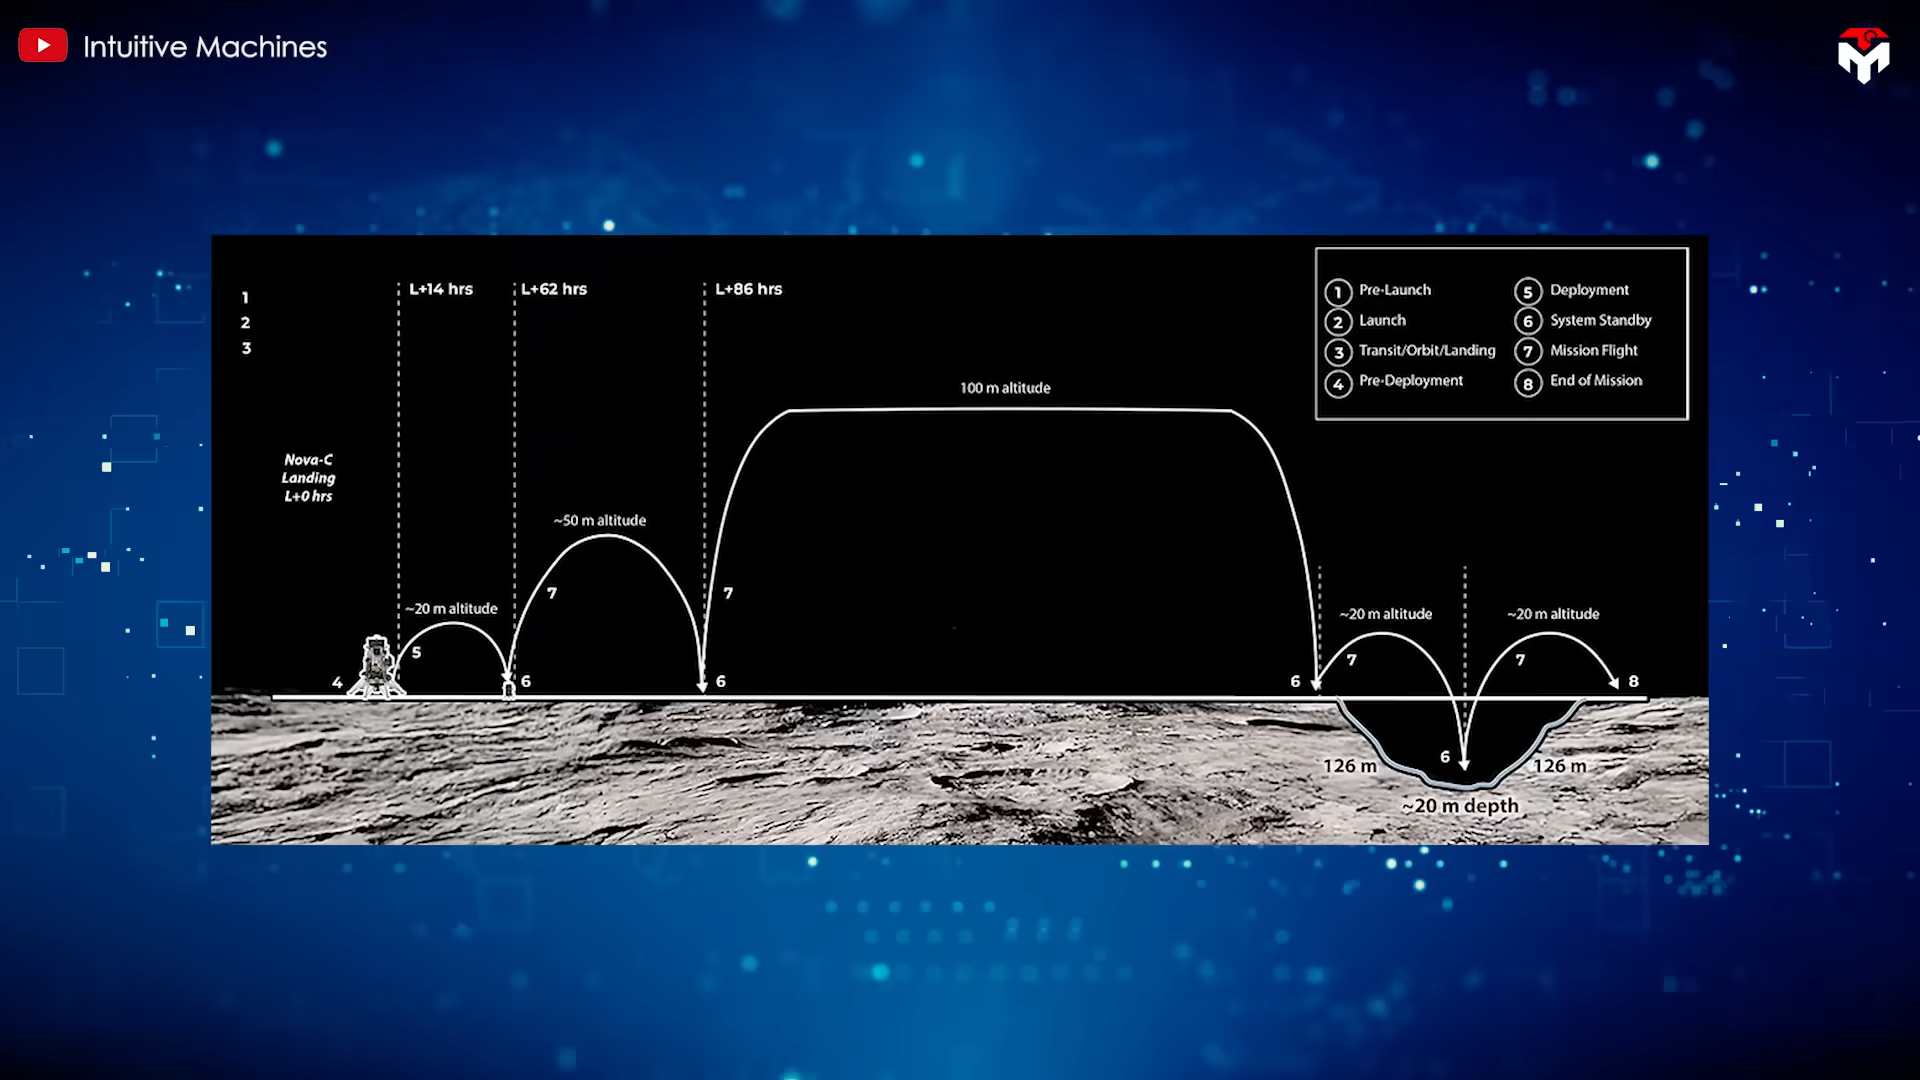 Intuitive Machines
L+14 hrs
L+62 hrs
L+86 hrs
1
2
3
1 Pre-Launch
2 Launch
3 Transit/Orbit/Landing
4 Pre-Deployment
5 Deployment
6 System Standby
7 Mission Flight
8 End of Mission
100 m altitude
Nova-C
Landing
L+0 hrs
~50 m altitude
7
7
~20 m altitude
5
~20 m altitude
7
~20 m altitude
7
4
6
6
6
8
6
126 m
126 m
~20 m depth